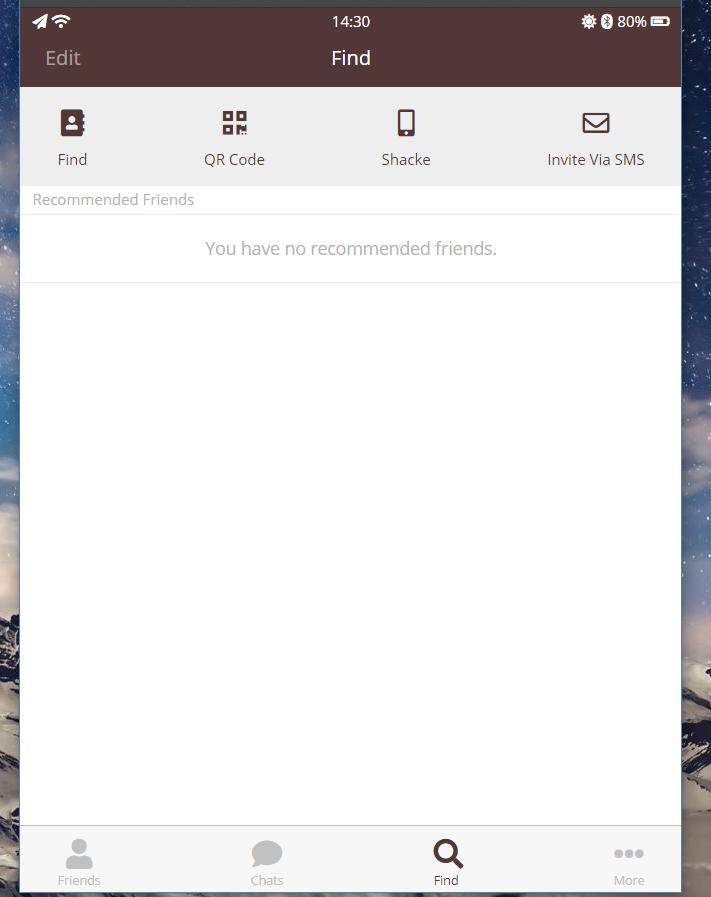 14:30
80%
Edit
Find
Find
QR Code
Shacke
Invite Via SMS
Recommended Friends
You have no recommended friends.
Friends
Chats
Find
More